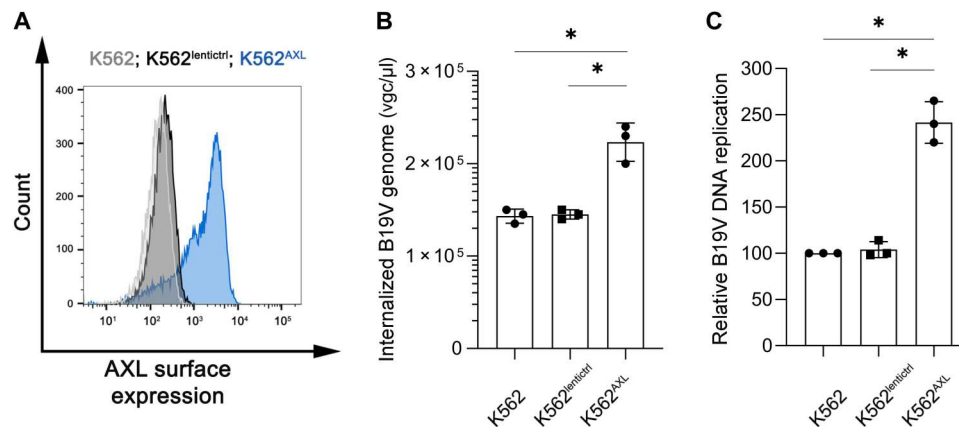 A
K562; K562lentictrl; K562AXL
Count
400
300
200
100
0
10¹ 10² 10³ 10⁴ 10⁵
AXL surface
expression
B
Internalized B19V genome (vgc/µl)
3 × 10⁵
2 × 10⁵
1 × 10⁵
0
*
*
K562
K562lentictrl
K562AXL
C
Relative B19V DNA replication
300
250
200
150
100
50
0
*
*
K562
K562lentictrl
K562AXL